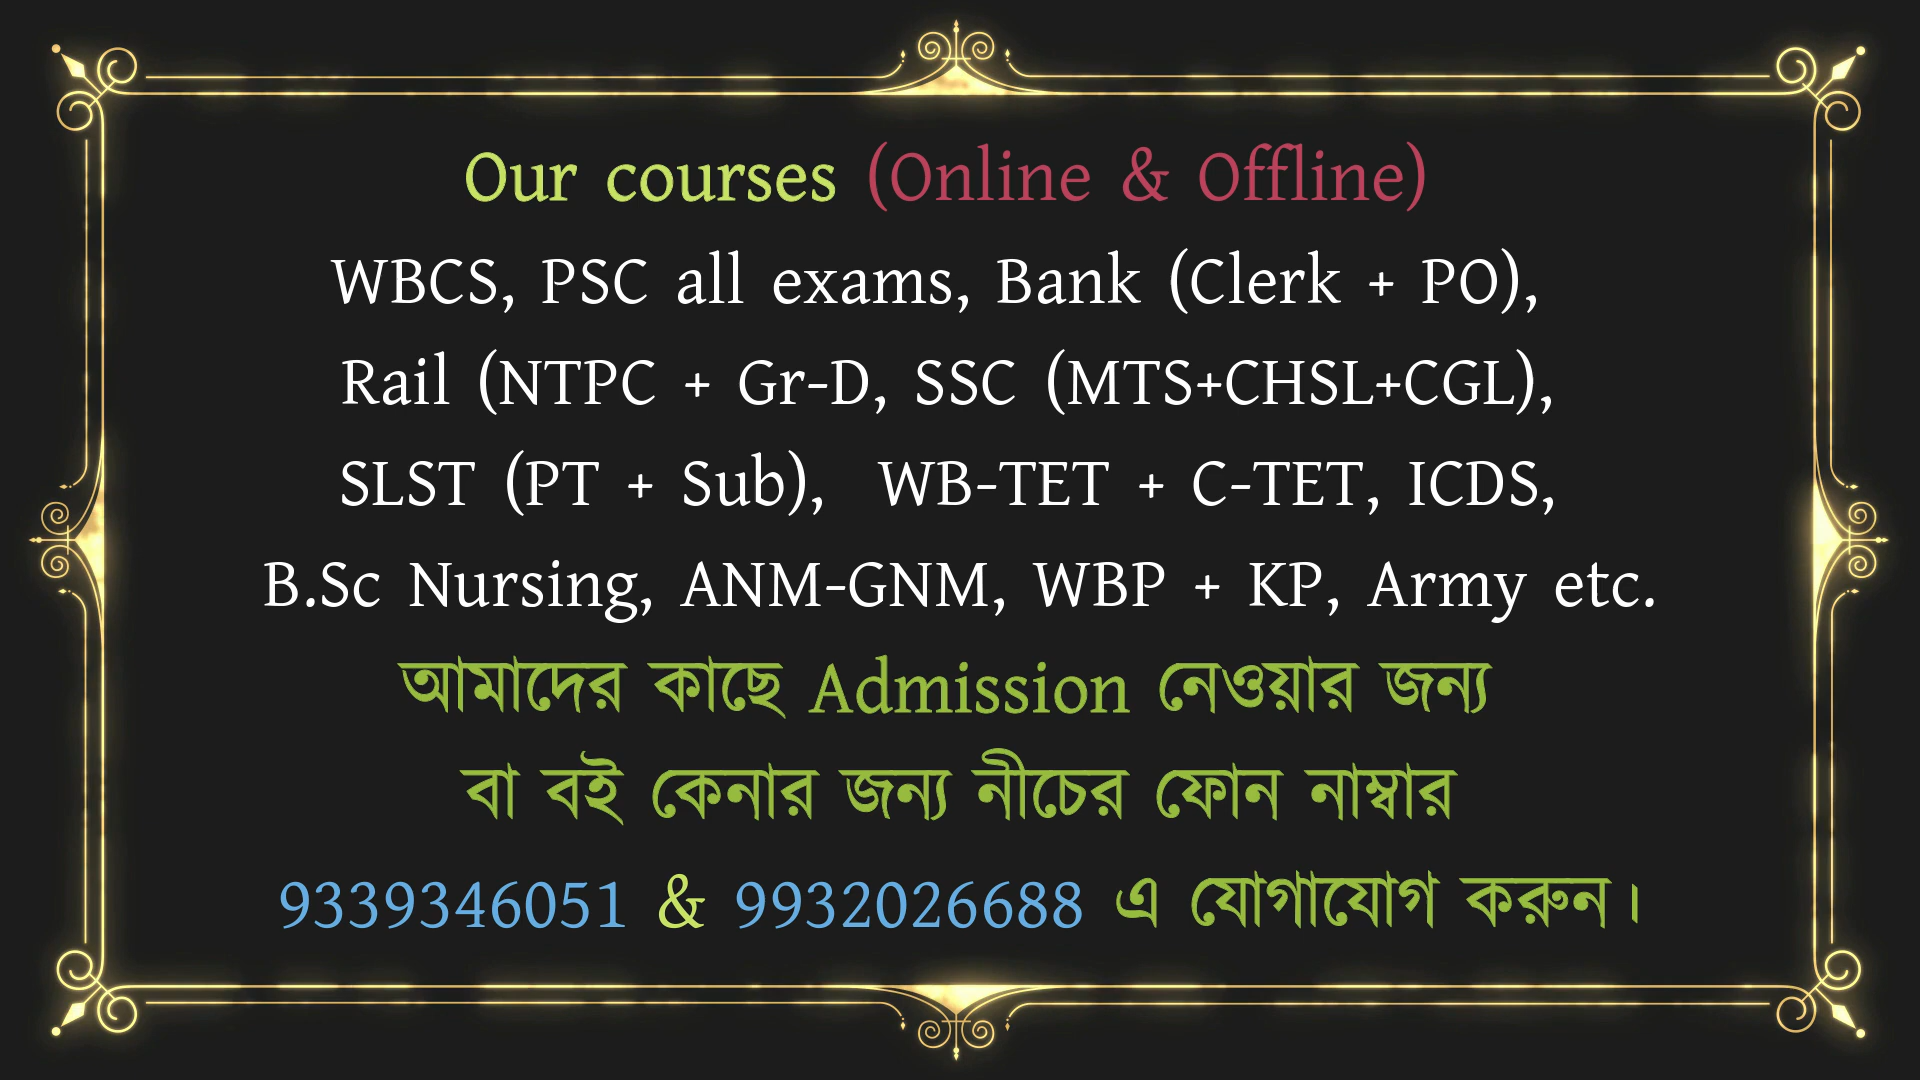 Our courses (Online & Offline)
WBCS, PSC all exams, Bank (Clerk + PO),
Rail (NTPC + Gr-D, SSC (MTS+CHSL+CGL),
SLST (PT + Sub), WB-TET + C-TET, ICDS,
B.Sc Nursing, ANM-GNM, WBP + KP, Army etc.
আমাদের কাছে Admission নেওয়ার জন্য
বা বই কেনার জন্য নীচের ফোন নাম্বার
9339346051 & 9932026688 এ যোগাযোগ করুন।